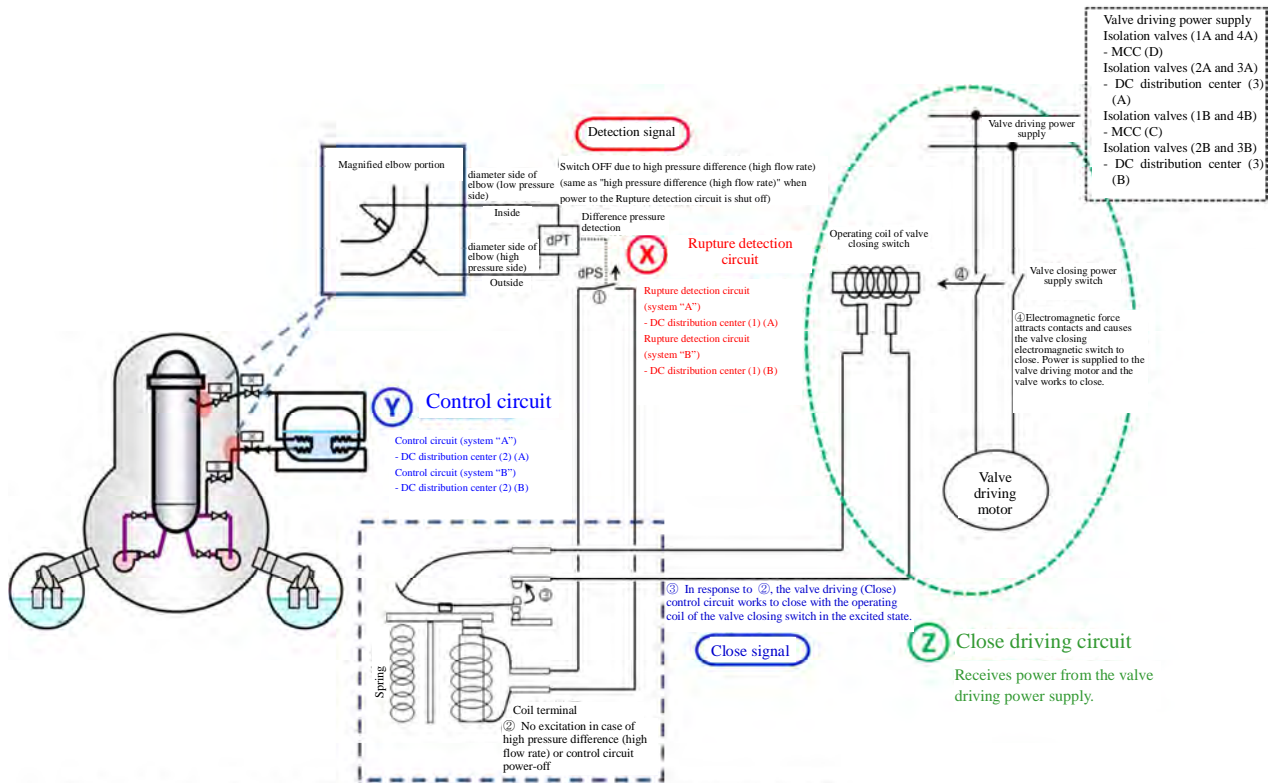 Valve driving power supply
Isolation valves (1A and 4A)
- MCC (D)
Isolation valves (2A and 3A)
- DC distribution center (3)
(A)
Isolation valves (1B and 4B)
- MCC (C)
Isolation valves (2B and 3B)
- DC distribution center (3)
(B)
Valve driving power
supply
Detection signal
Switch OFF due to high pressure difference (high flow rate)
(same as "high pressure difference (high flow rate)" when
power to the Rupture detection circuit is shut off)
Magnified elbow portion
diameter side of
elbow (low pressure
side)
Inside
diameter side of
elbow (high
pressure side)
Outside
Difference pressure
detection
dPT
dPS
①
X
Rupture detection
circuit
Rupture detection circuit
(system “A”)
- DC distribution center (1) (A)
Rupture detection circuit
(system “B”)
- DC distribution center (1) (B)
Operating coil of valve
closing switch
④
Valve closing power
supply switch
④Electromagnetic force
attracts contacts and causes
the valve closing
electromagnetic switch to
close. Power is supplied to the
valve driving motor and the
valve works to close.
Valve
driving
motor
Y
Control circuit
Control circuit (system “A”)
- DC distribution center (2) (A)
Control circuit (system “B”)
- DC distribution center (2) (B)
③
③ In response to ②, the valve driving (Close)
control circuit works to close with the operating
coil of the valve closing switch in the excited state.
Close signal
Z
Close driving circuit
Receives power from the valve
driving power supply.
Spring
Coil terminal
② No excitation in case of
high pressure difference (high
flow rate) or control circuit
power-off